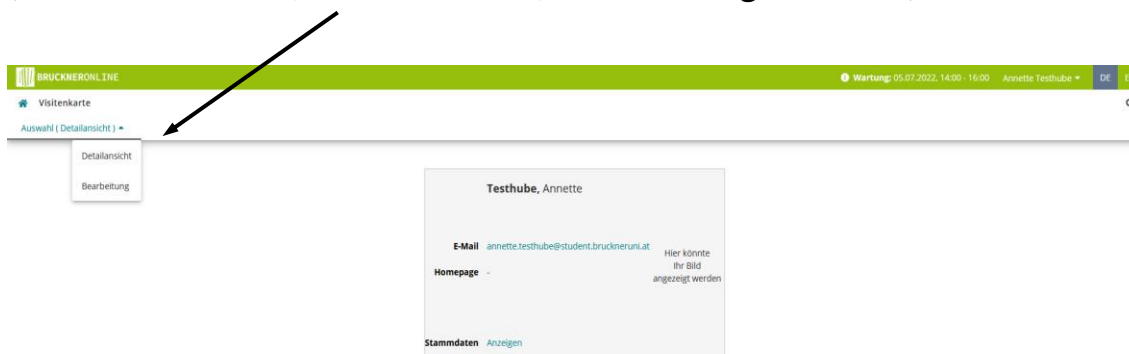 BRUCKNERONLINE
Wartung: 05.07.2022, 14:00 - 16:00 Annette Testhube DE
Visitenkarte
Auswahl ( Detailansicht )
Detailansicht
Bearbeitung
Testhube, Annette
E-Mail annette.testhube@student.bruckneruni.at
Hier könnte
Ihr Bild
angezeigt werden
Homepage -
Stammdaten Anzeigen